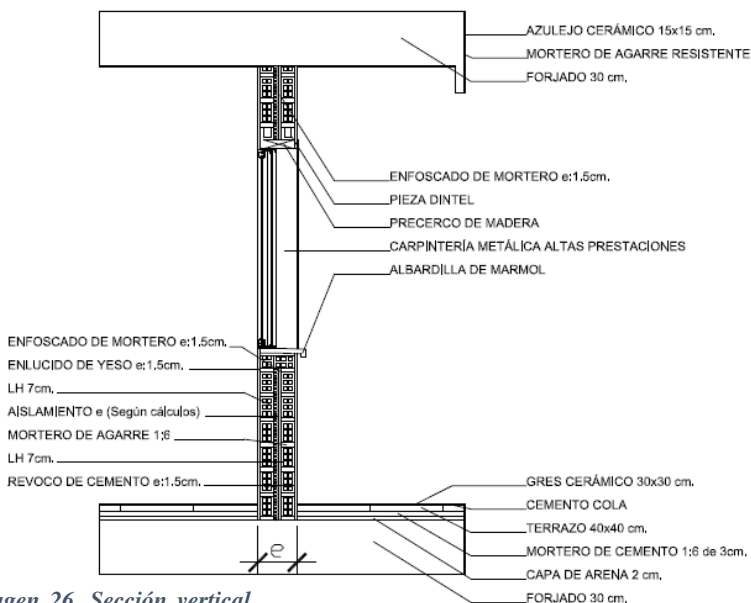 AZULEJO CERÁMICO 15x15 cm.
MORTERO DE AGARRE RESISTENTE
FORJADO 30 cm.
ENFOSCADO DE MORTERO e:1.5cm.
PIEZA DINTEL
PRECERCO DE MADERA
CARPINTERÍA METÁLICA ALTAS PRESTACIONES
ALBARDILLA DE MARMOL
ENFOSCADO DE MORTERO e:1.5cm.
ENLUCIDO DE YESO e:1.5cm.
LH 7cm.
AISLAMIENTO e (Según cálculos)
MORTERO DE AGARRE 1:6
LH 7cm.
REVOCO DE CEMENTO e:1.5cm.
GRES CERÁMICO 30x30 cm.
CEMENTO COLA
TERRAZO 40x40 cm.
MORTERO DE CEMENTO 1:6 de 3cm.
CAPA DE ARENA 2 cm.
FORJADO 30 cm.
e
agen 26. Sección vertical